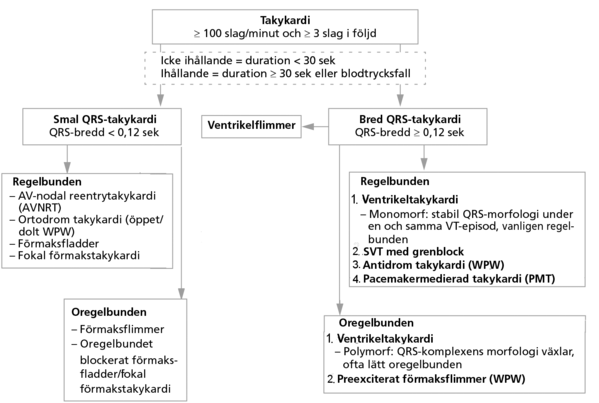 Takykardi
≥ 100 slag/minut och ≥ 3 slag i följd
Icke ihållande = duration < 30 sek
Ihållande = duration ≥ 30 sek eller blodtrycksfall
Smal QRS-takykardi
QRS-bredd < 0,12 sek
Ventrikelflimmer
Bred QRS-takykardi
QRS-bredd ≥ 0,12 sek
Regelbunden
– AV-nodal reentrytakykardi
(AVNRT)
– Ortodrom takykardi (öppet/
dolt WPW)
– Förmaksfladder
– Fokal förmakstakykardi
Regelbunden
1. Ventrikeltakykardi
– Monomorf: stabil QRS-morfologi under
en och samma VT-episod, vanligen regel-
bunden
2. SVT med grenblock
3. Antidrom takykardi (WPW)
4. Pacemakermedierad takykardi (PMT)
Oregelbunden
– Förmaksflimmer
– Oregelbundet
blockerat förmaks-
fladder/fokal
förmakstakykardi
Oregelbunden
1. Ventrikeltakykardi
– Polymorf: QRS-komplexens morfologi växlar,
ofta lätt oregelbunden
2. Preexciterat förmaksflimmer (WPW)